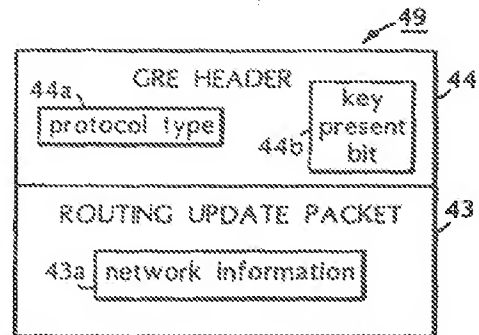 49
GRE HEADER
44
44a
protocol type
44b
key
present
bit
ROUTING UPDATE PACKET
43
43a
network information